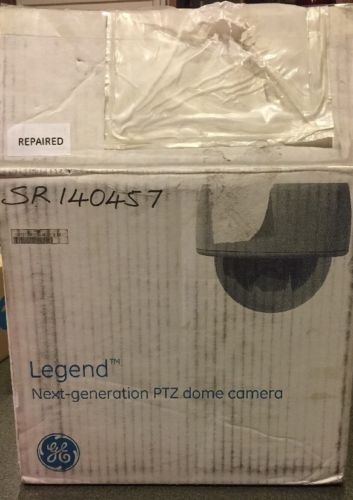 REPAIRED
SR140457
Legend™
Next-generation PTZ dome camera
GE